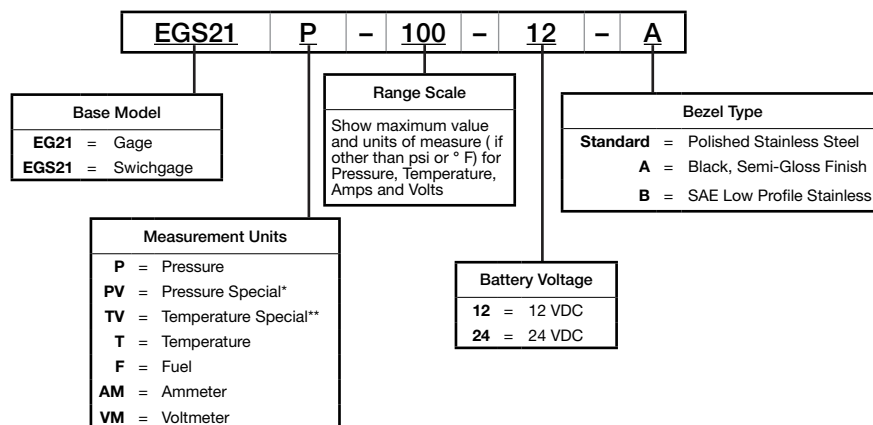 EGS21 P – 100 – 12 – A
Base Model
EG21 = Gage
EGS21 = Swichgage
Measurement Units
P = Pressure
PV = Pressure Special*
TV = Temperature Special**
T = Temperature
F = Fuel
AM = Ammeter
VM = Voltmeter
Range Scale
Show maximum value
and units of measure ( if
other than psi or ° F) for
Pressure, Temperature,
Amps and Volts
Battery Voltage
12 = 12 VDC
24 = 24 VDC
Bezel Type
Standard = Polished Stainless Steel
A = Black, Semi-Gloss Finish
B = SAE Low Profile Stainless